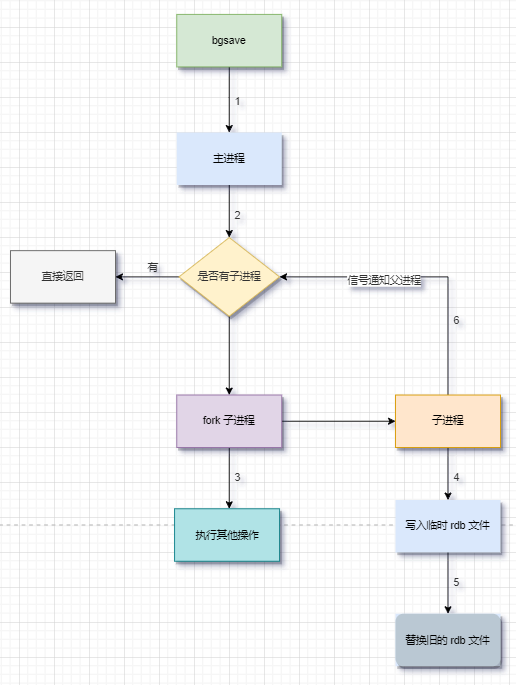 bgsave
1
主进程
2
直接返回
有
是否有子进程
信号通知父进程
6
fork 子进程
子进程
3
4
执行其他操作
写入临时 rdb 文件
5
替换旧的 rdb 文件